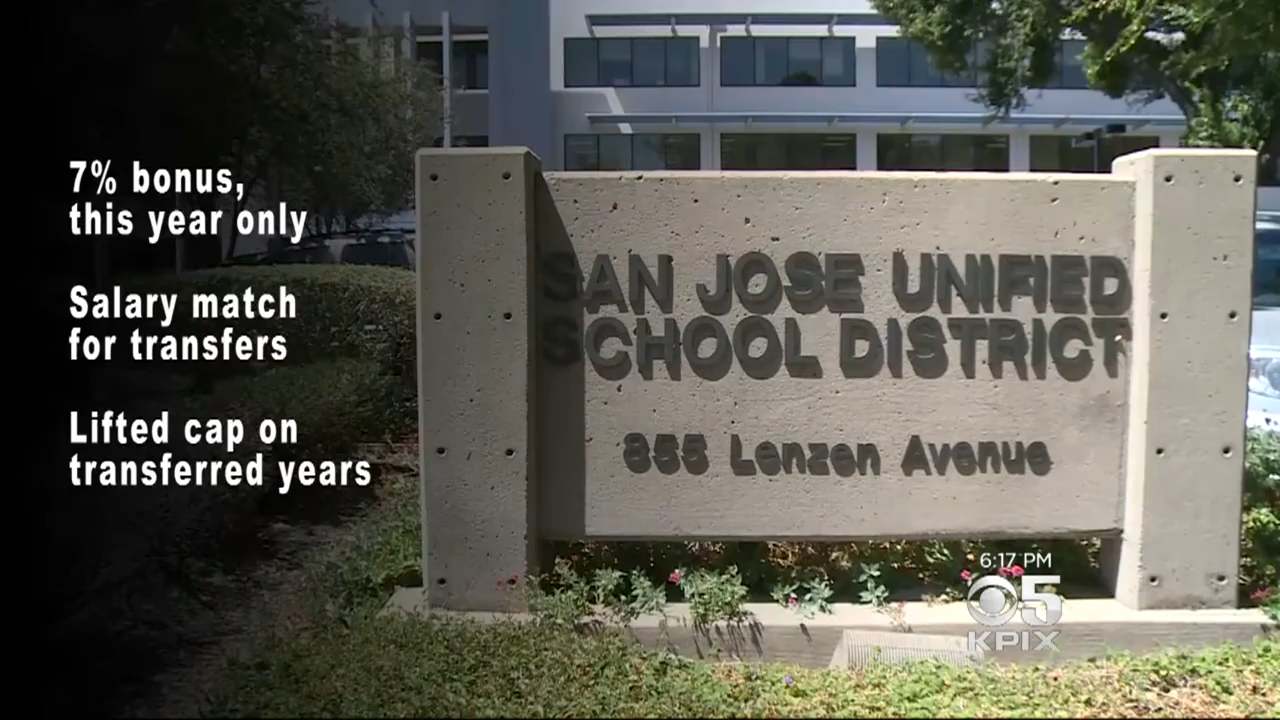 7% bonus,
this year only
Salary match
for transfers
Lifted cap on
transferred years
SAN JOSE UNIFIED
SCHOOL DISTRICT
855 Lenzen Avenue
6:17 PM
5
KPIX